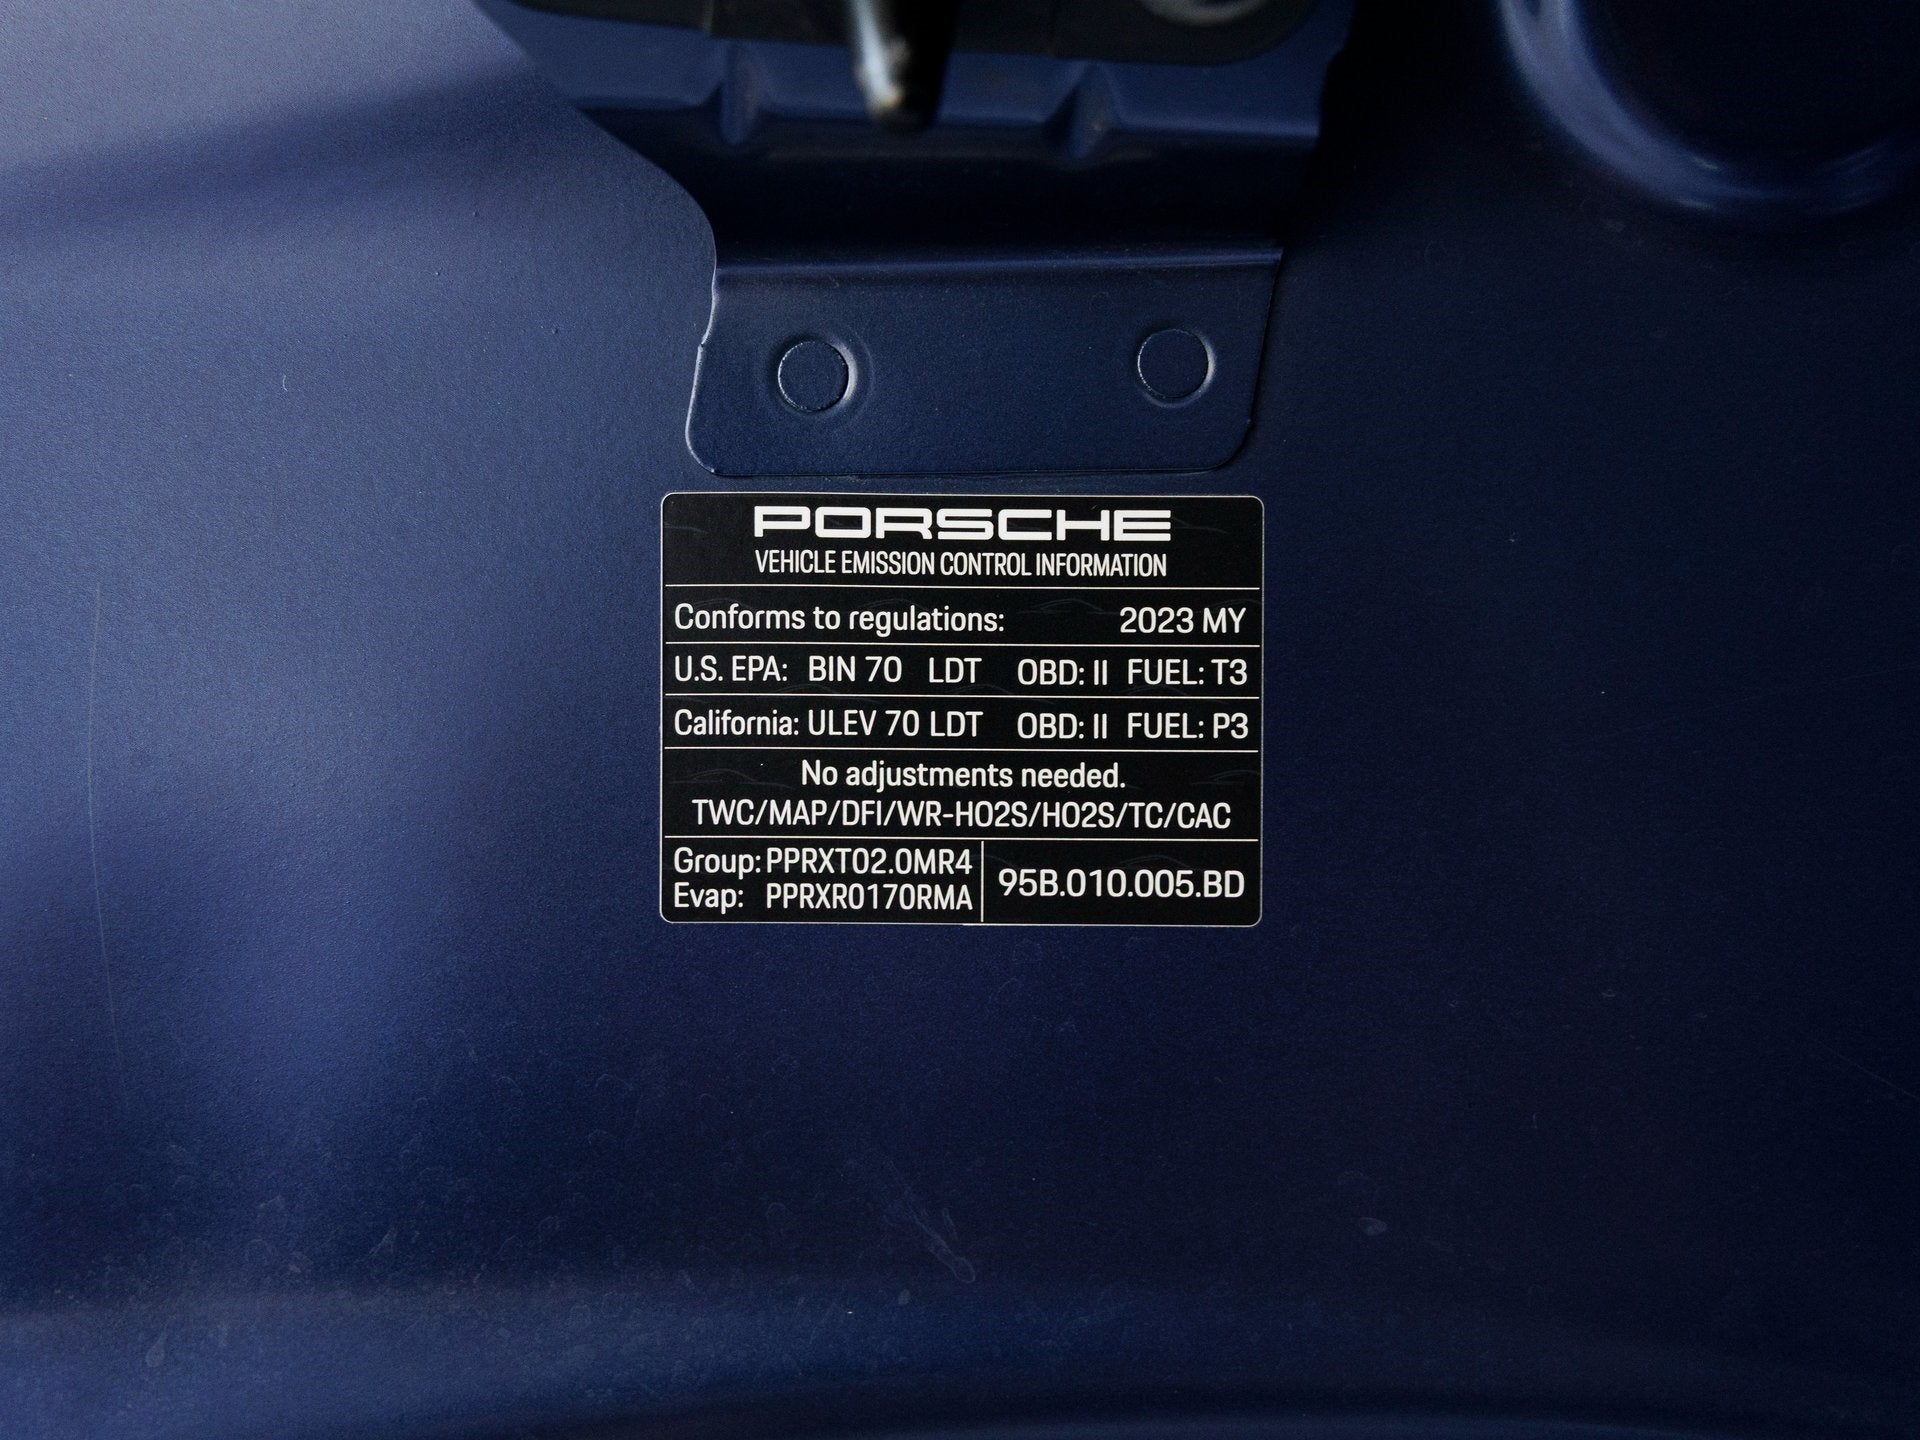 PORSCHE
VEHICLE EMISSION CONTROL INFORMATION
Conforms to regulations: 2023 MY
U.S. EPA: BIN 70 LDT OBD: II FUEL: T3
California: ULEV 70 LDT OBD: II FUEL: P3
No adjustments needed.
TWC/MAP/DFI/WR-HO2S/HO2S/TC/CAC
Group: PPRXT02.0MR4
Evap: PPRXR0170RMA
95B.010.005.BD